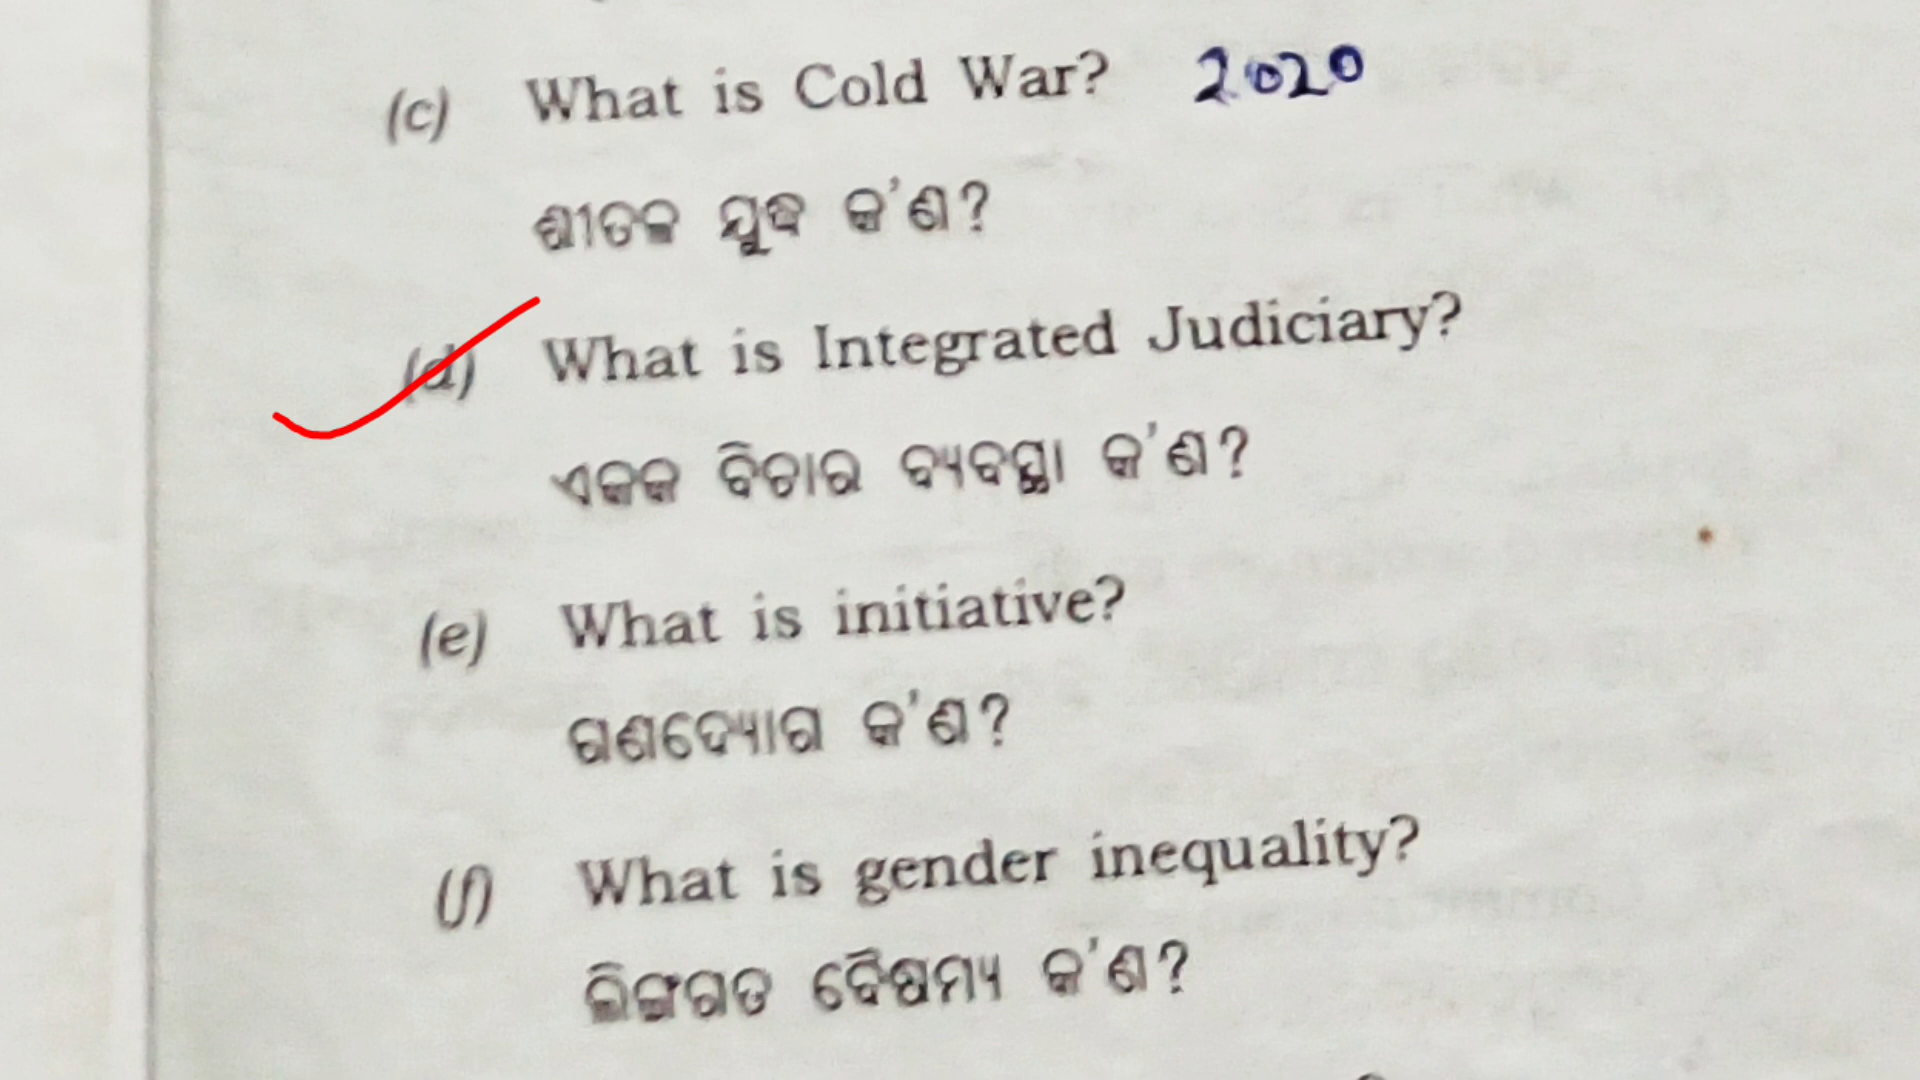 (c) What is Cold War? 2020
ଶୀତଳ ଯୁଦ୍ଧ କ'ଣ?
(d) What is Integrated Judiciary?
ଏକକ ବିଚାର ବ୍ୟବସ୍ଥା କ'ଣ?
(e) What is initiative?
ଗଣଦ୍ୟୋଗ କ'ଣ?
(f) What is gender inequality?
ଲିଙ୍ଗଗତ ବୈଷମ୍ୟ କ'ଣ?